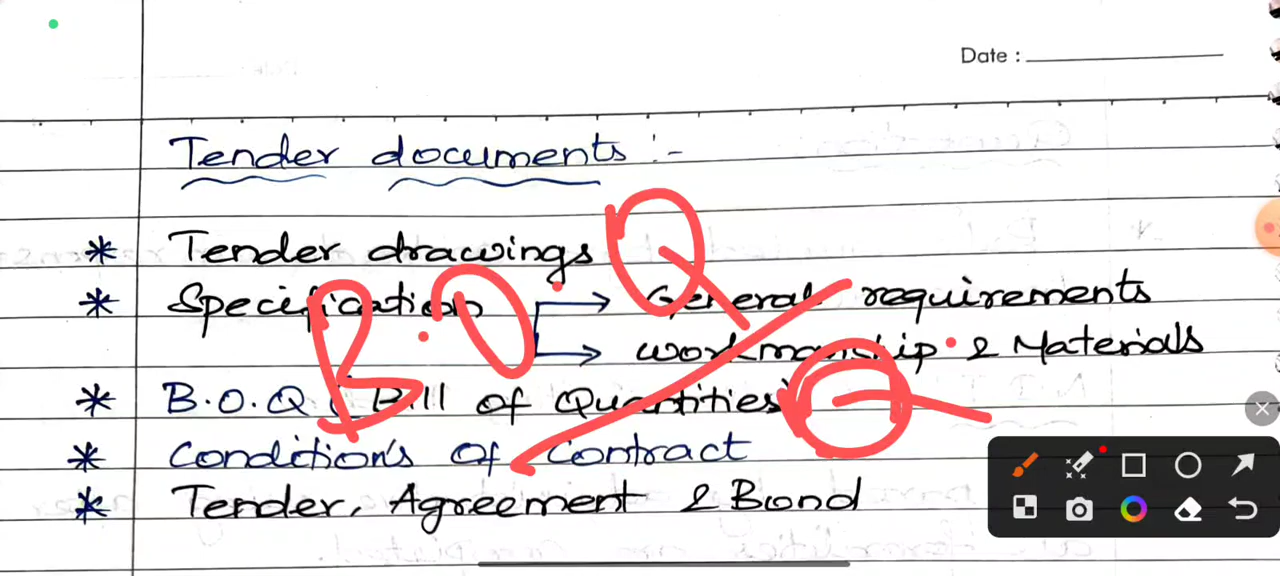 Date :
Tender documents :-
* Tender drawings
* Specification → General requirements
→ workmanship & Materials
* B.O.Q ( Bill of Quantities)
* Condition's of Contract
* Tender, Agreement & Bond
B.O.Q